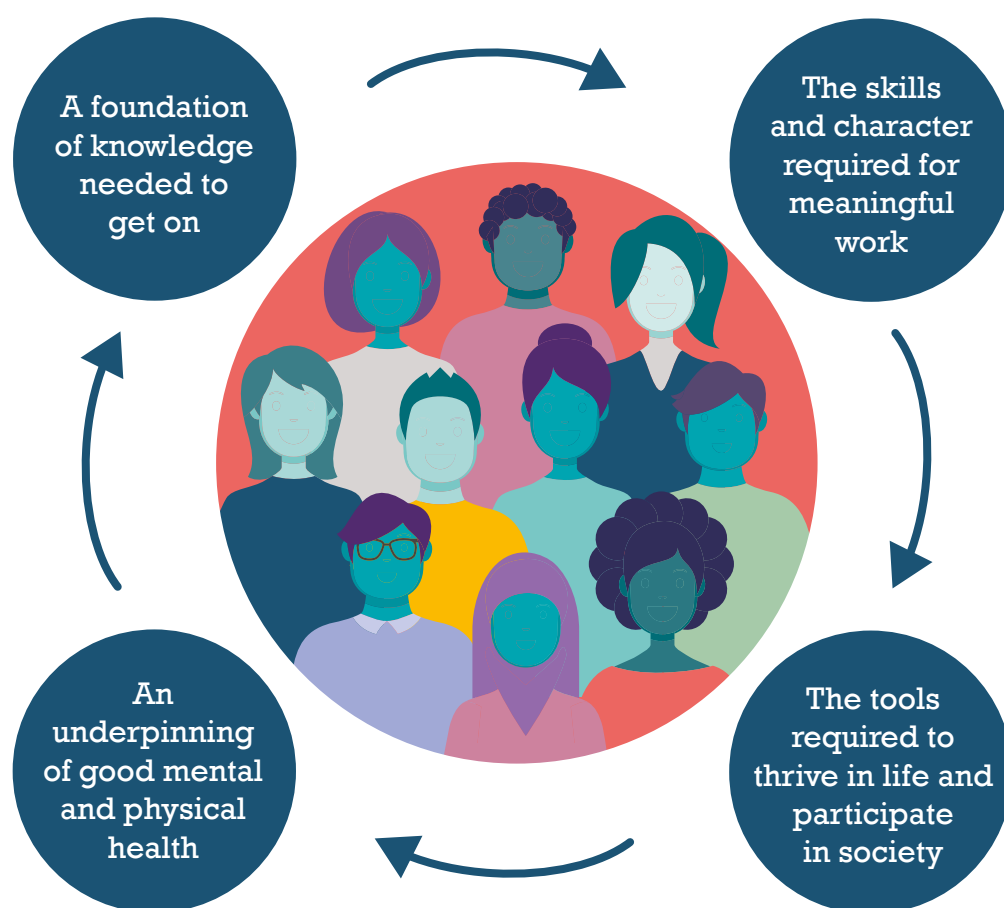 A foundation
of knowledge
needed to
get on
The skills
and character
required for
meaningful
work
The tools
required to
thrive in life and
participate
in society
An
underpinning
of good mental
and physical
health